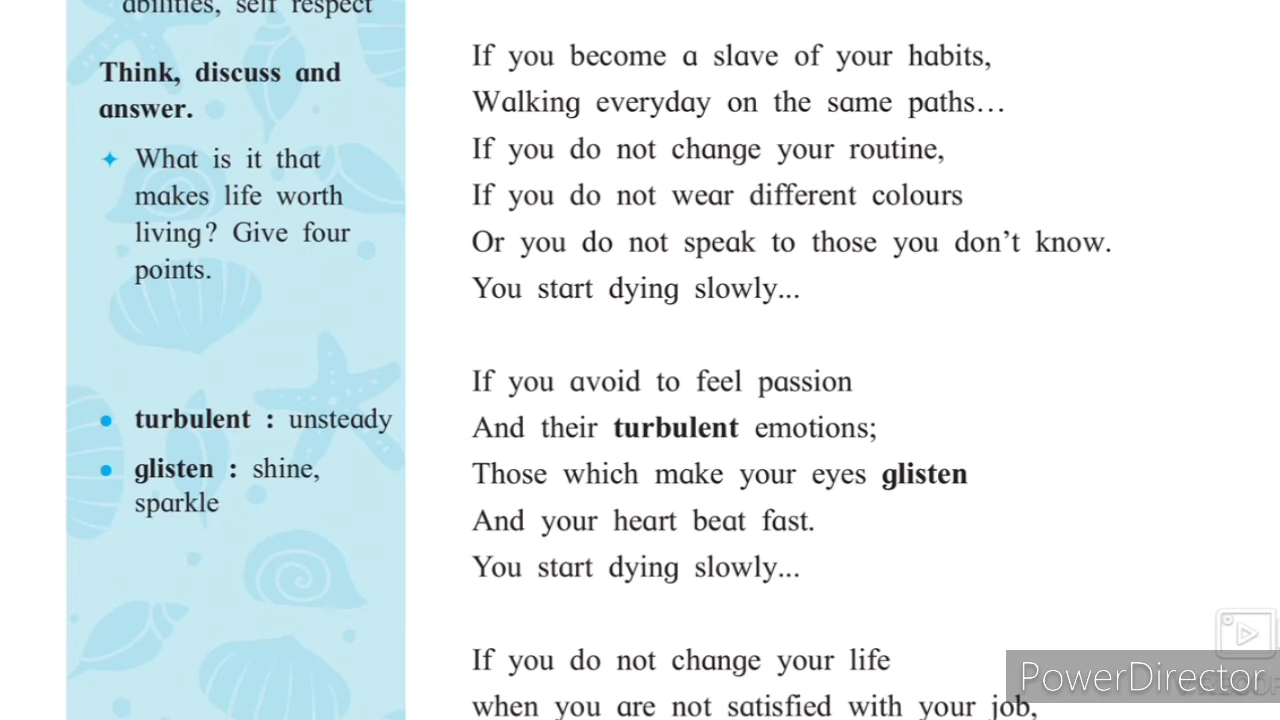 abilities, self respect
Think, discuss and
answer.
What is it that
makes life worth
living? Give four
points.
turbulent : unsteady
glisten : shine,
sparkle
If you become a slave of your habits,
Walking everyday on the same paths...
If you do not change your routine,
If you do not wear different colours
Or you do not speak to those you don't know.
You start dying slowly...
If you avoid to feel passion
And their turbulent emotions;
Those which make your eyes glisten
And your heart beat fast.
You start dying slowly...
If you do not change your life
when you are not satisfied with your job,
PowerDirector